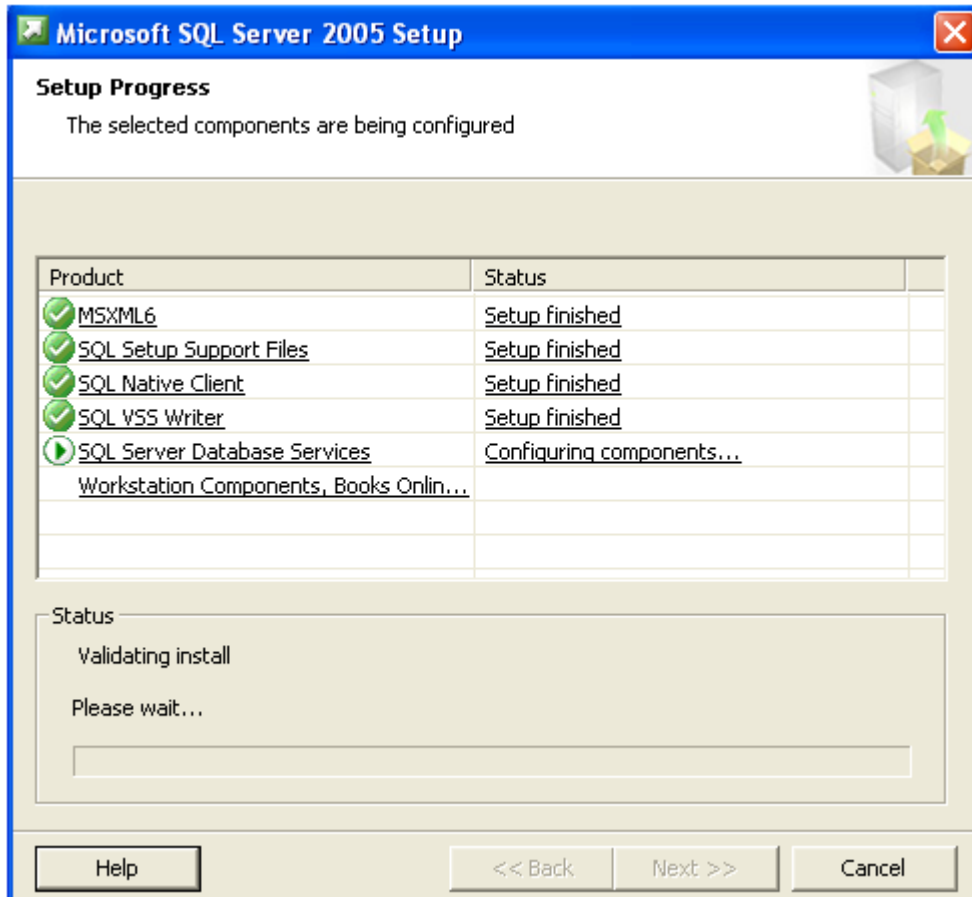 Microsoft SQL Server 2005 Setup
Setup Progress
The selected components are being configured
Product Status
MSXML6 Setup finished
SQL Setup Support Files Setup finished
SQL Native Client Setup finished
SQL VSS Writer Setup finished
SQL Server Database Services Configuring components...
Workstation Components, Books Onlin...
Status
Validating install
Please wait...
Help << Back Next >> Cancel